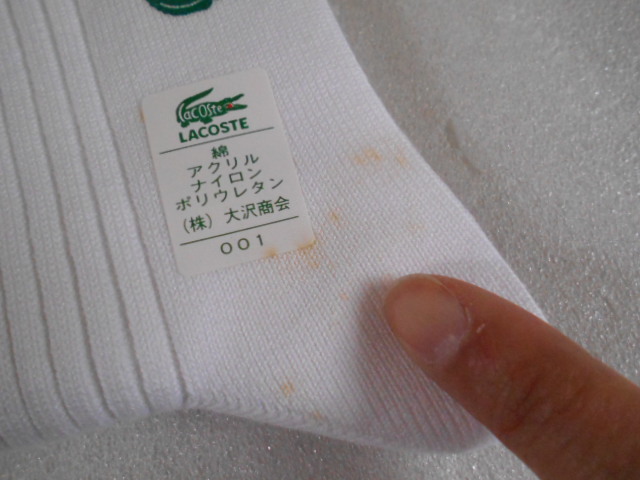 Lacoste
LACOSTE
綿
アクリル
ナイロン
ポリウレタン
(株) 大沢商会
001